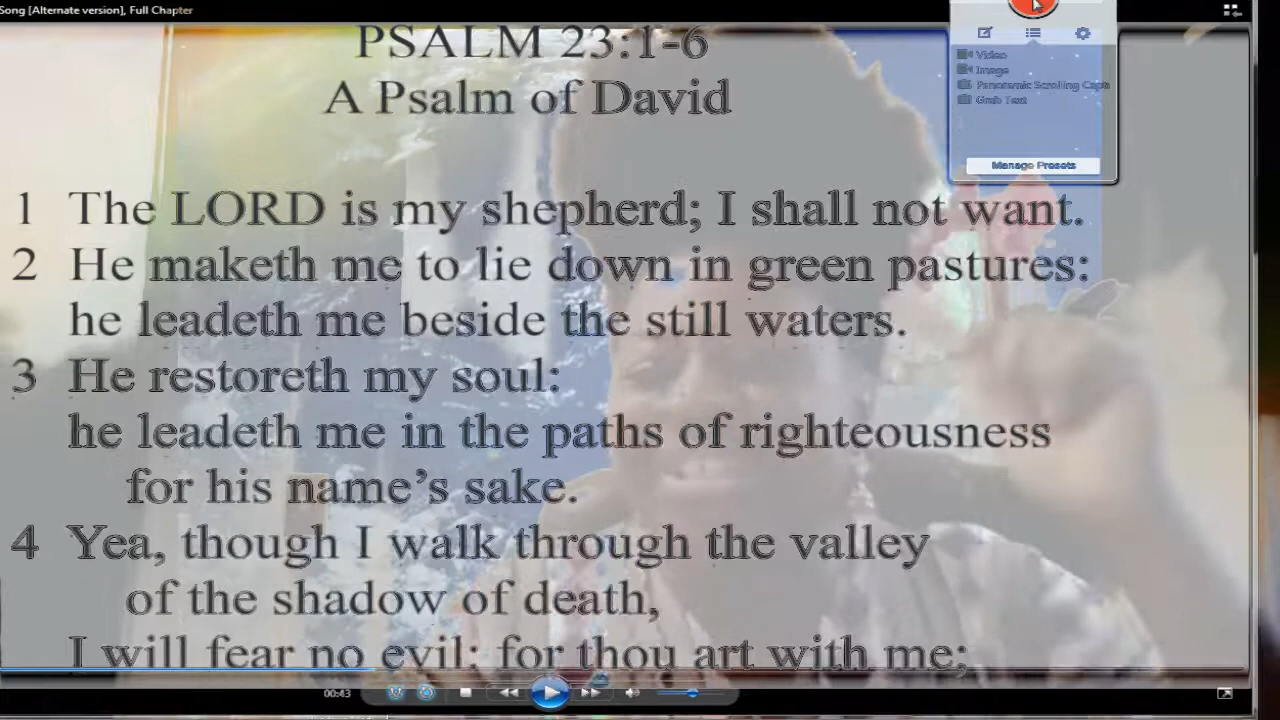 Song [Alternate version], Full Chapter
PSALM 23:1-6
A Psalm of David
Video
Image
Panoramic Scrolling Capt
Grab Text
Manage Presets
1 The LORD is my shepherd; I shall not want.
2 He maketh me to lie down in green pastures:
he leadeth me beside the still waters.
3 He restoreth my soul:
he leadeth me in the paths of righteousness
for his name’s sake.
4 Yea, though I walk through the valley
of the shadow of death,
I will fear no evil: for thou art with me;
00:43